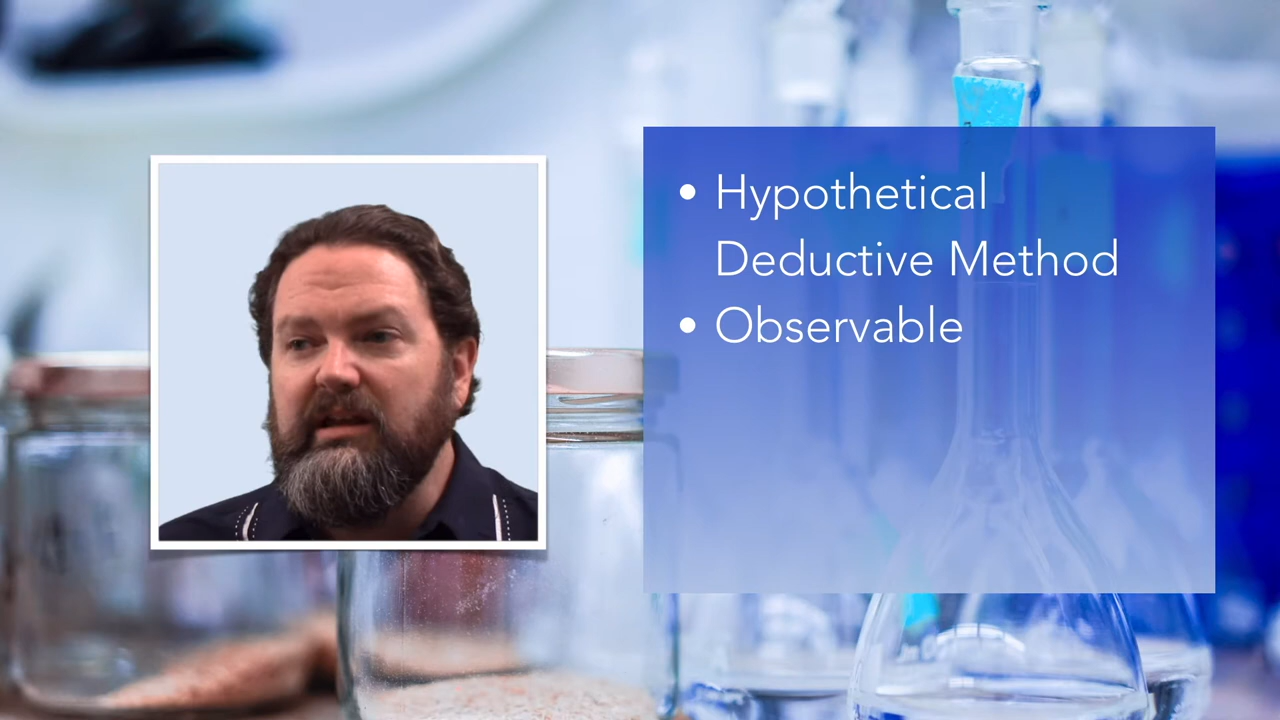 • Hypothetical
Deductive Method
• Observable